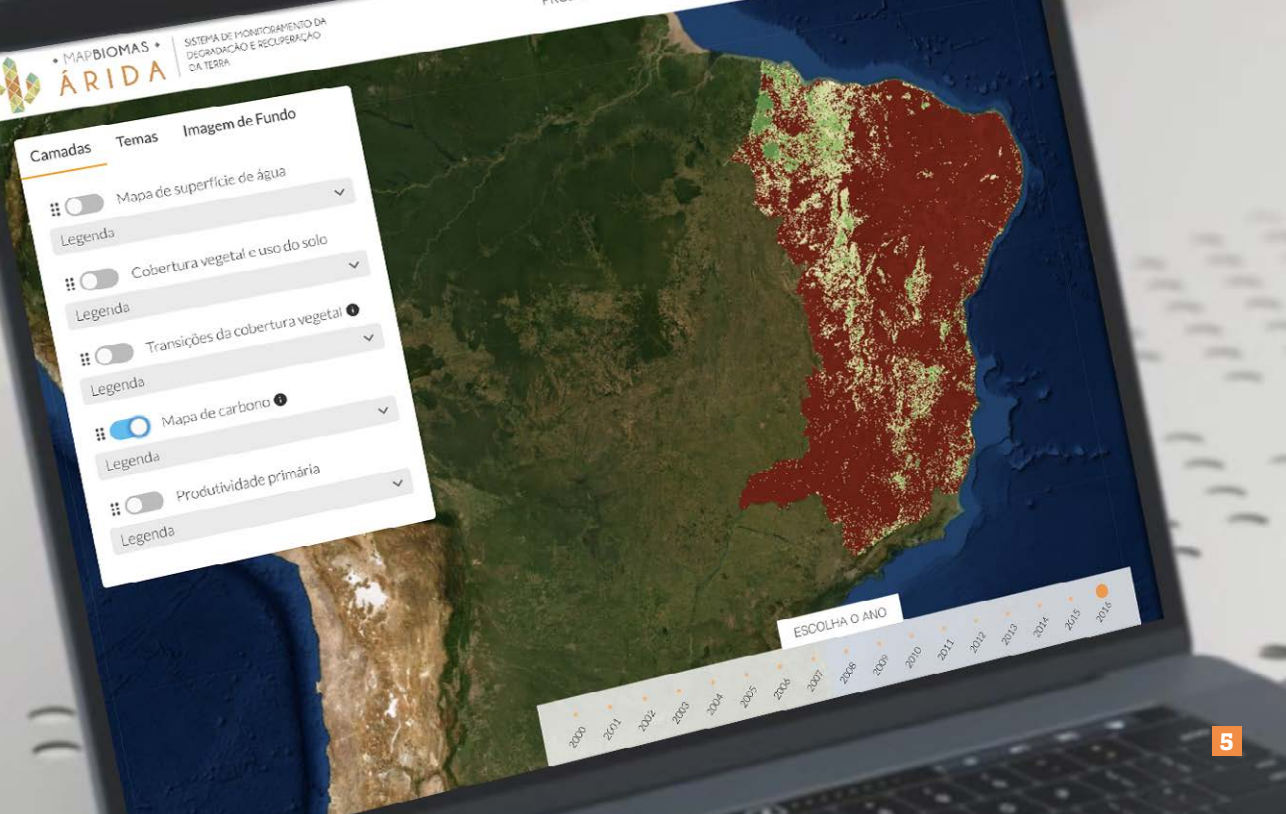 • MAPBIOMAS •
ÁRIDA
SISTEMA DE MONITORAMENTO DA
DEGRADAÇÃO E RECUPERAÇÃO
DA TERRA
Camadas Temas Imagem de Fundo
Mapa de superfície de água
Legenda
Cobertura vegetal e uso do solo
Legenda
Transições da cobertura vegetal
Legenda
Mapa de carbono
Legenda
Produtividade primária
Legenda
ESCOLHA O ANO
2000 2001 2002 2003 2004 2005 2006 2007 2008 2009 2010 2011 2012 2013 2014 2015 2016
5